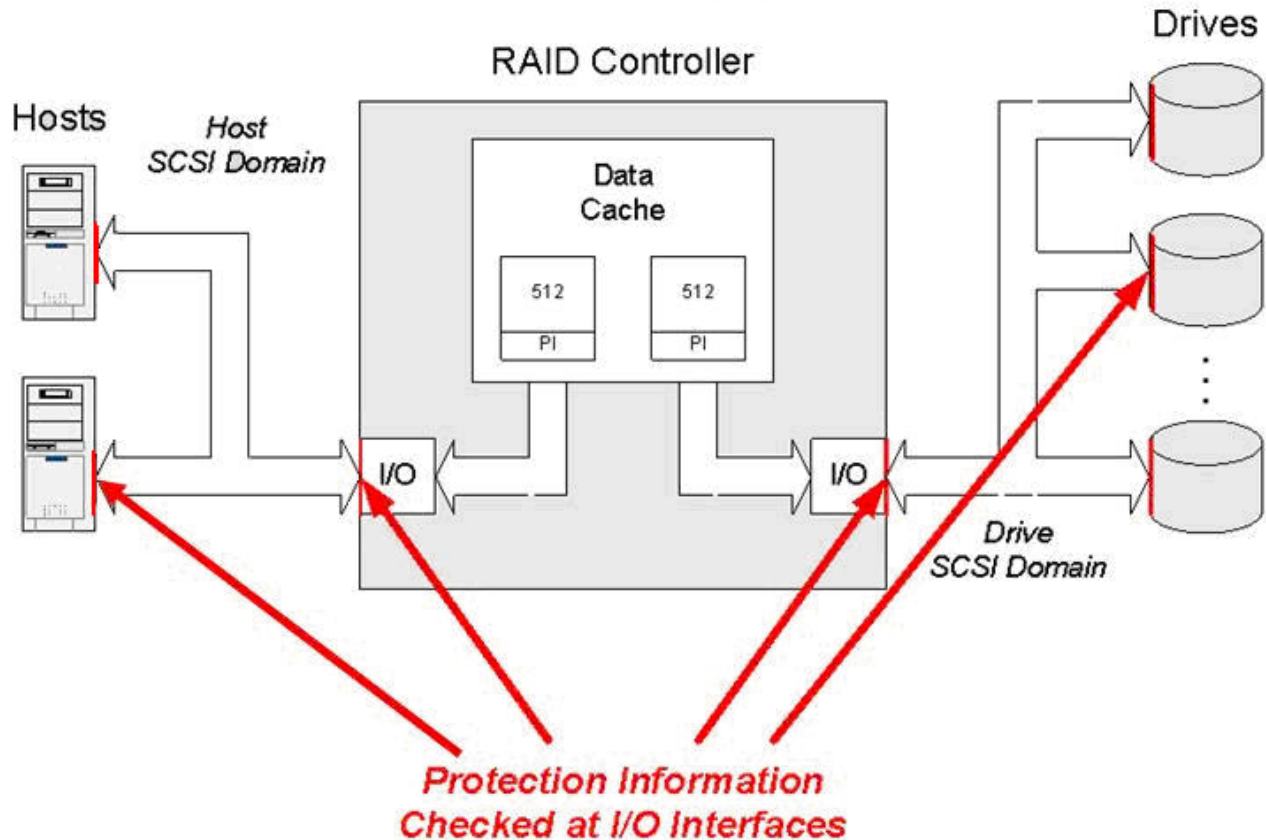 Drives
RAID Controller
Hosts
Host
SCSI Domain
Data
Cache
512
PI
512
PI
I/O
I/O
Drive
SCSI Domain
Protection Information
Checked at I/O Interfaces